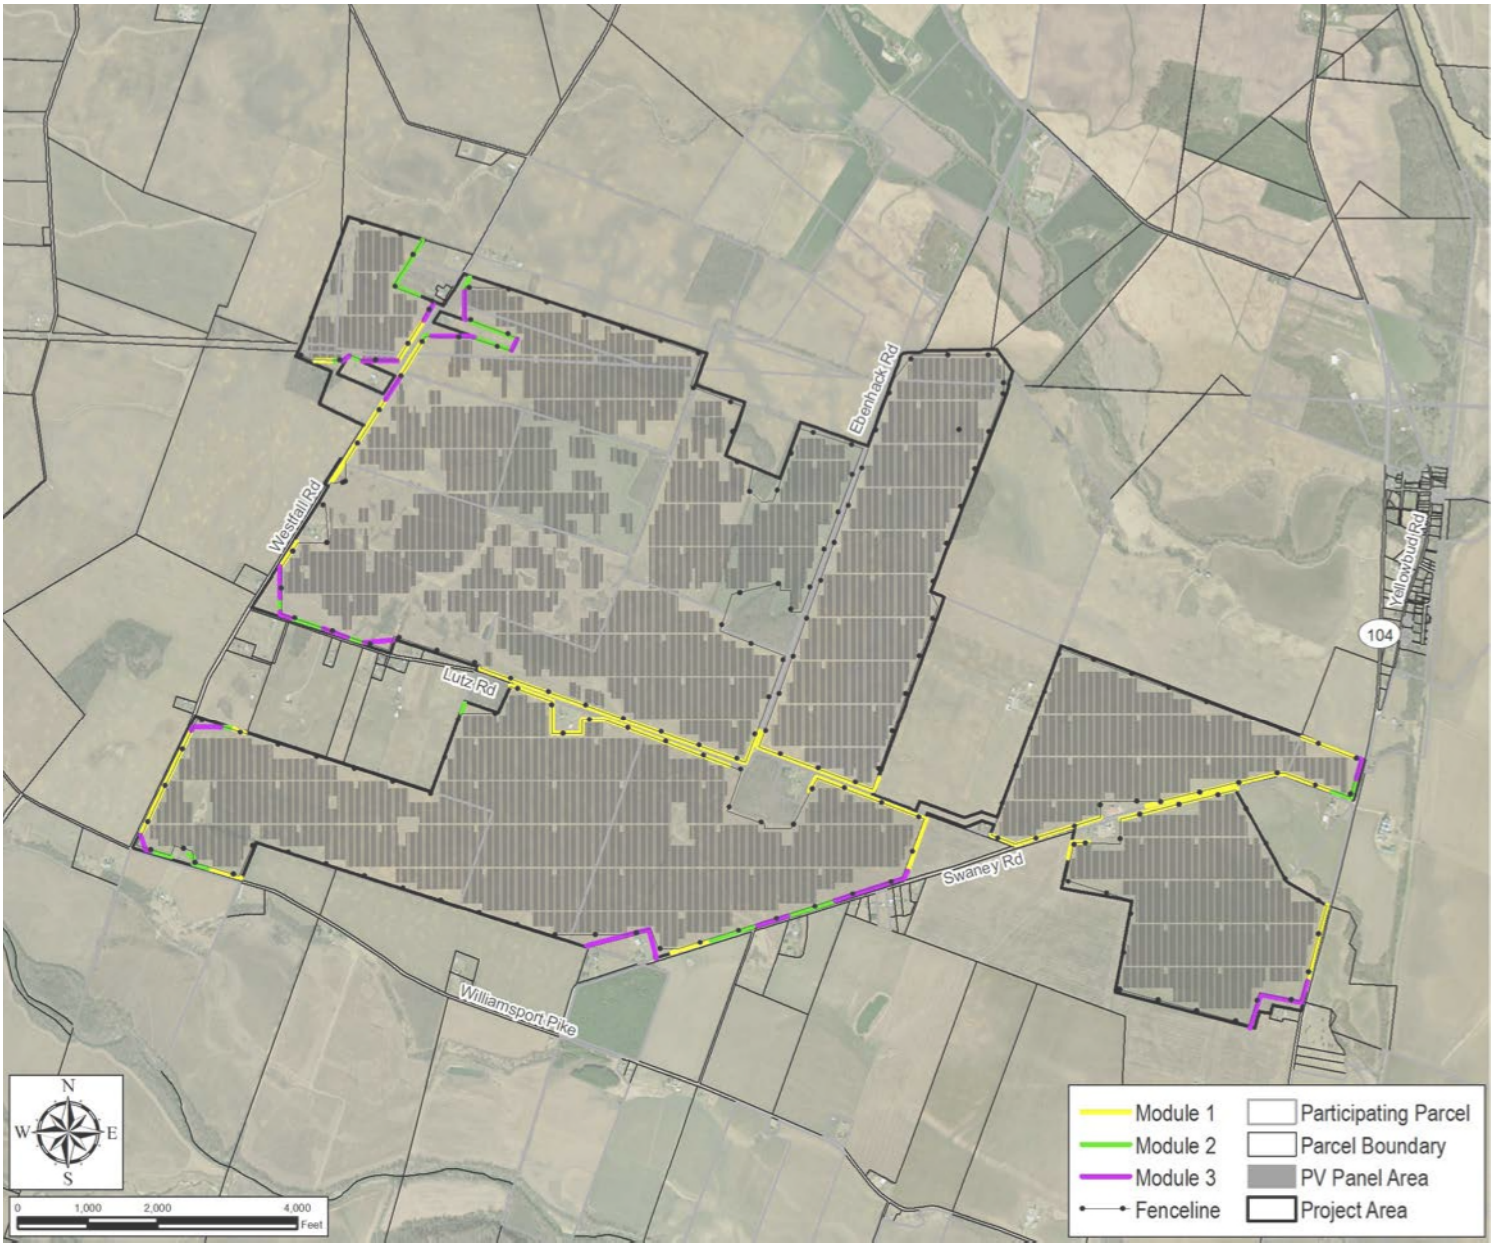 Ebenhack Rd
Westfall Rd
Yellowbud Rd
104
Lutz Rd
Swaney Rd
Williamsport Pike
N
W
E
S
0
1,000
2,000
4,000
Feet
Module 1
Module 2
Module 3
Fenceline
Participating Parcel
Parcel Boundary
PV Panel Area
Project Area